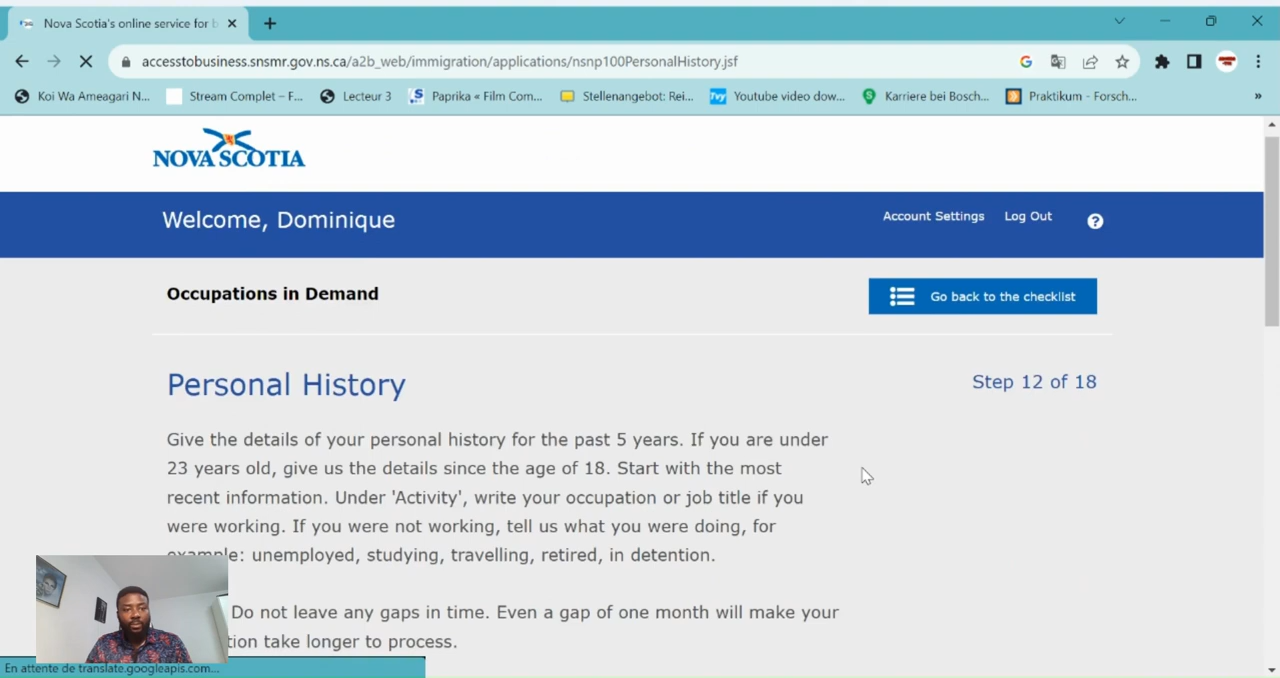 Nova Scotia's online service for b
accesstobusiness.snsmr.gov.ns.ca/a2b_web/immigration/applications/nsnp100PersonalHistory.jsf
Koi Wa Ameagari N... Stream Complet – F... Lecteur 3 Paprika « Film Com... Stellenangebot: Rei... Youtube video dow... Karriere bei Bosch... Praktikum - Forsch... »
NOVA SCOTIA
Welcome, Dominique
Account Settings Log Out ?
Occupations in Demand
Go back to the checklist
Personal History
Step 12 of 18
Give the details of your personal history for the past 5 years. If you are under
23 years old, give us the details since the age of 18. Start with the most
recent information. Under 'Activity', write your occupation or job title if you
were working. If you were not working, tell us what you were doing, for
example: unemployed, studying, travelling, retired, in detention.
Do not leave any gaps in time. Even a gap of one month will make your
tion take longer to process.
En attente de translate.googleapis.com...